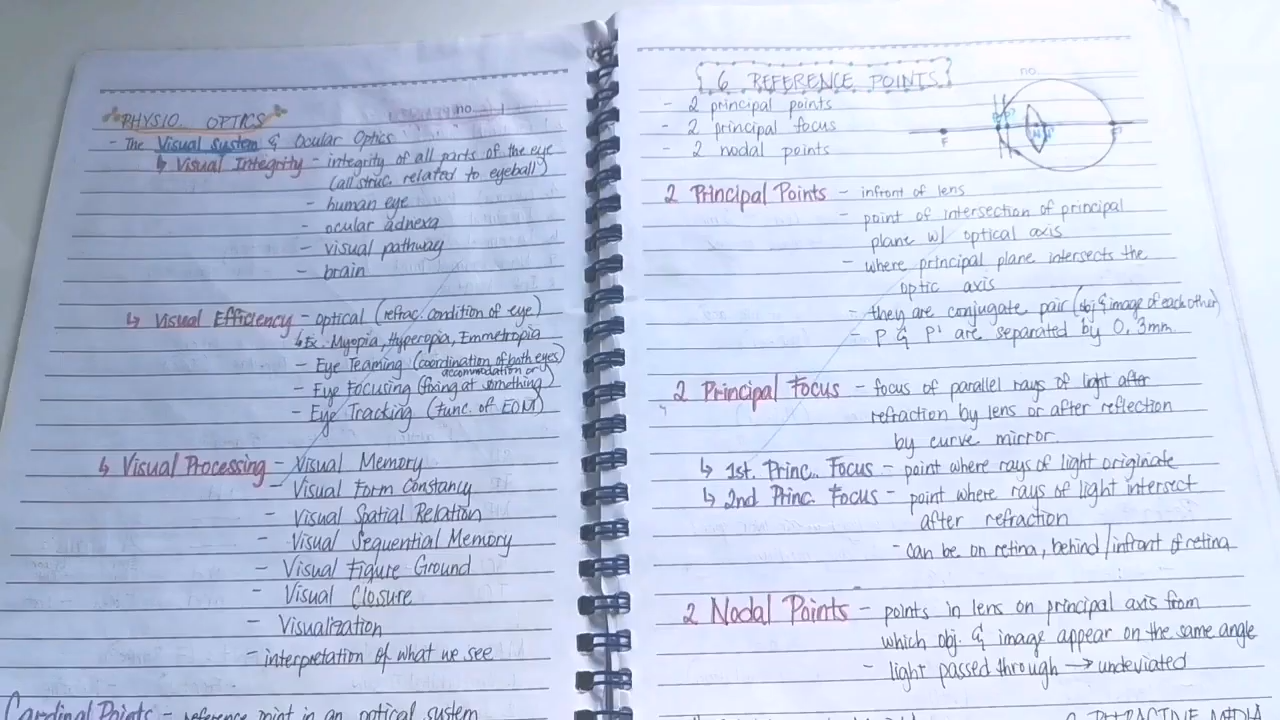 PHYSIO OPTICS
no.
- The Visual System & Ocular Optics
↳ Visual Integrity - integrity of all parts of the eye
(all struc. related to eyeball)
- human eye
- ocular adnexa
- visual pathway
- brain
↳ Visual Efficiency - optical (refrac. condition of eye)
↳ Ex. Myopia, Hyperopia, Emmetropia
- Eye Teaming (coordination of both eyes)
accommodation or
- Eye Focusing (fixing at something)
- Eye Tracking (func. of EOM)
↳ Visual Processing - Visual Memory
- Visual Form Constancy
- Visual Spatial Relation
- Visual Sequential Memory
- Visual Figure Ground
- Visual Closure
- Visualization
- interpretation of what we see
Cardinal Points - reference point in an optical system
6 REFERENCE POINTS
no.
- 2 principal points
- 2 principal focus
- 2 nodal points
F
2 Principal Points - infront of lens
- point of intersection of principal
plane w/ optical axis
- where principal plane intersects the
optic axis
- they are conjugate pair (obj & image of each other)
- P & P' are separated by 0.3mm
2 Principal Focus - focus of parallel rays of light after
refraction by lens or after reflection
by curve mirror.
↳ 1st. Princ. Focus - point where rays of light originate
↳ 2nd Princ. Focus - point where rays of light intersect
after refraction
- can be on retina, behind/infront of retina
2 Nodal Points - points in lens on principal axis from
which obj. & image appear on the same angle
- light passed through → undeviated